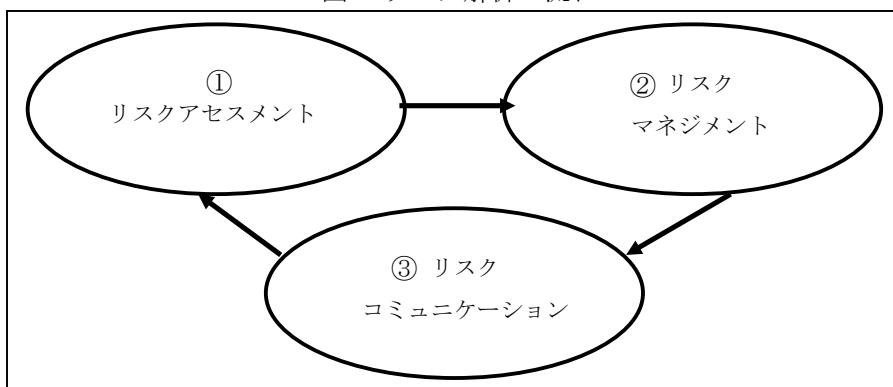 ①
リスクアセスメント
② リスク
マネジメント
③ リスク
コミュニケーション